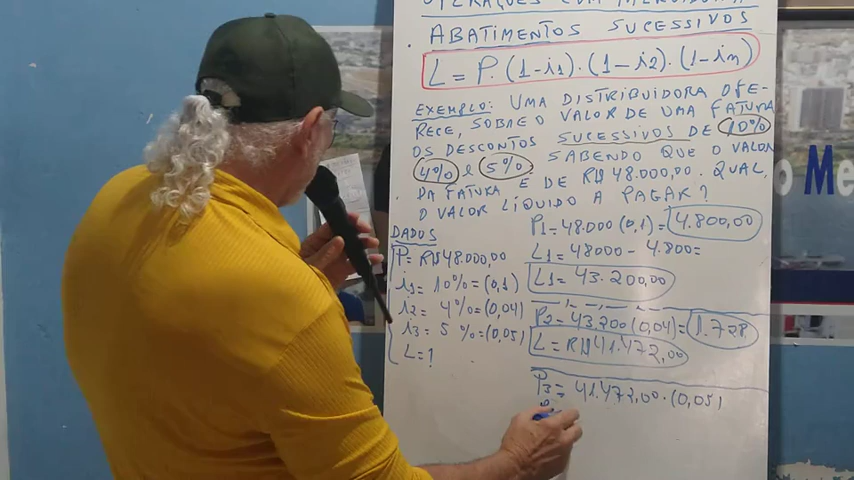 OPERAÇÕES COM MERCADORIAS
ABATIMENTOS SUCESSIVOS
L = P.(1-i1).(1-i2).(1-in)
EXEMPLO: UMA DISTRIBUIDORA OFE-
RECE, SOBRE O VALOR DE UMA FATURA
OS DESCONTOS SUCESSIVOS DE 10%
4% e 5% SABENDO QUE O VALOR
DA FATURA É DE R$48.000,00. QUAL
O VALOR LÍQUIDO A PAGAR?
DADOS
P= R$48.000,00
i1= 10%=(0,1)
i2= 4%=(0,04)
i3= 5%=(0,05)
L=?
P1=48.000(0,1)=4.800,00
L1=48000-4.800=
L1=43.200,00
P2=43.200(0,04)=1.728,
L=R$41.472,00
P3=41.472,00.(0,05)
o Me